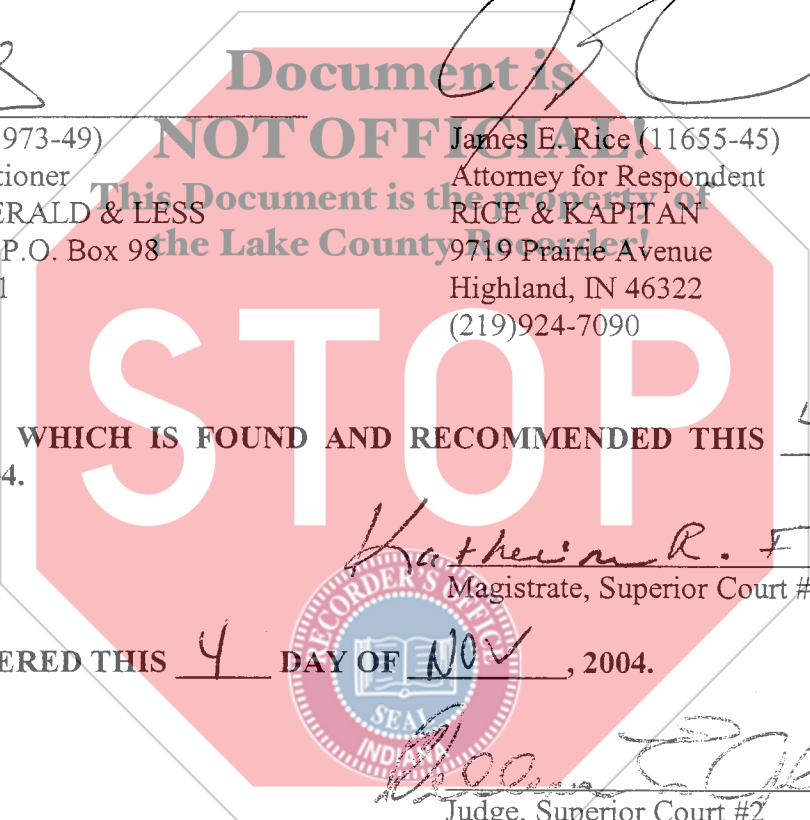 Document is
NOT OFFICIAL!
This Document is the property of
the Lake County Recorder!
STOP
973-49)
tioner
ERALD & LESS
P.O. Box 98
1
James E. Rice (11655-45)
Attorney for Respondent
RICE & KAPITAN
9719 Prairie Avenue
Highland, IN 46322
(219)924-7090
WHICH IS FOUND AND RECOMMENDED THIS
4.
R. F
Magistrate, Superior Court #
ERED THIS 4 DAY OF NOV, 2004.
RECORDER'S OFFICE
SEAL
INDIANA
Judge, Superior Court #2